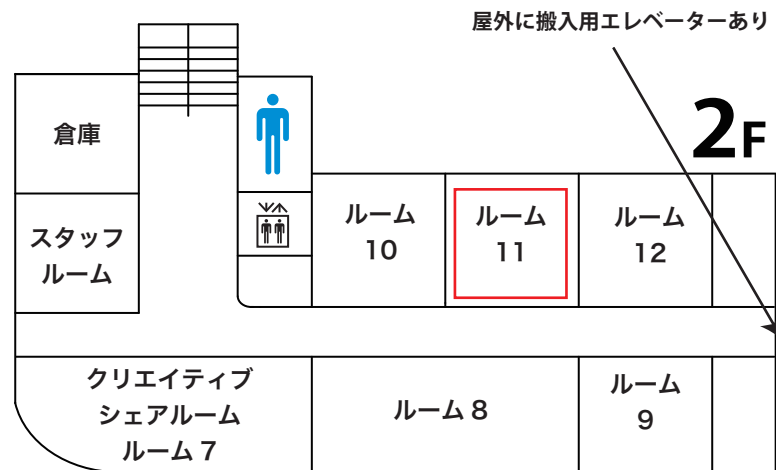 屋外に搬入用エレベーターあり
2F
倉庫
スタッフ
ルーム
ルーム
10
ルーム
11
ルーム
12
クリエイティブ
シェアルーム
ルーム 7
ルーム 8
ルーム
9